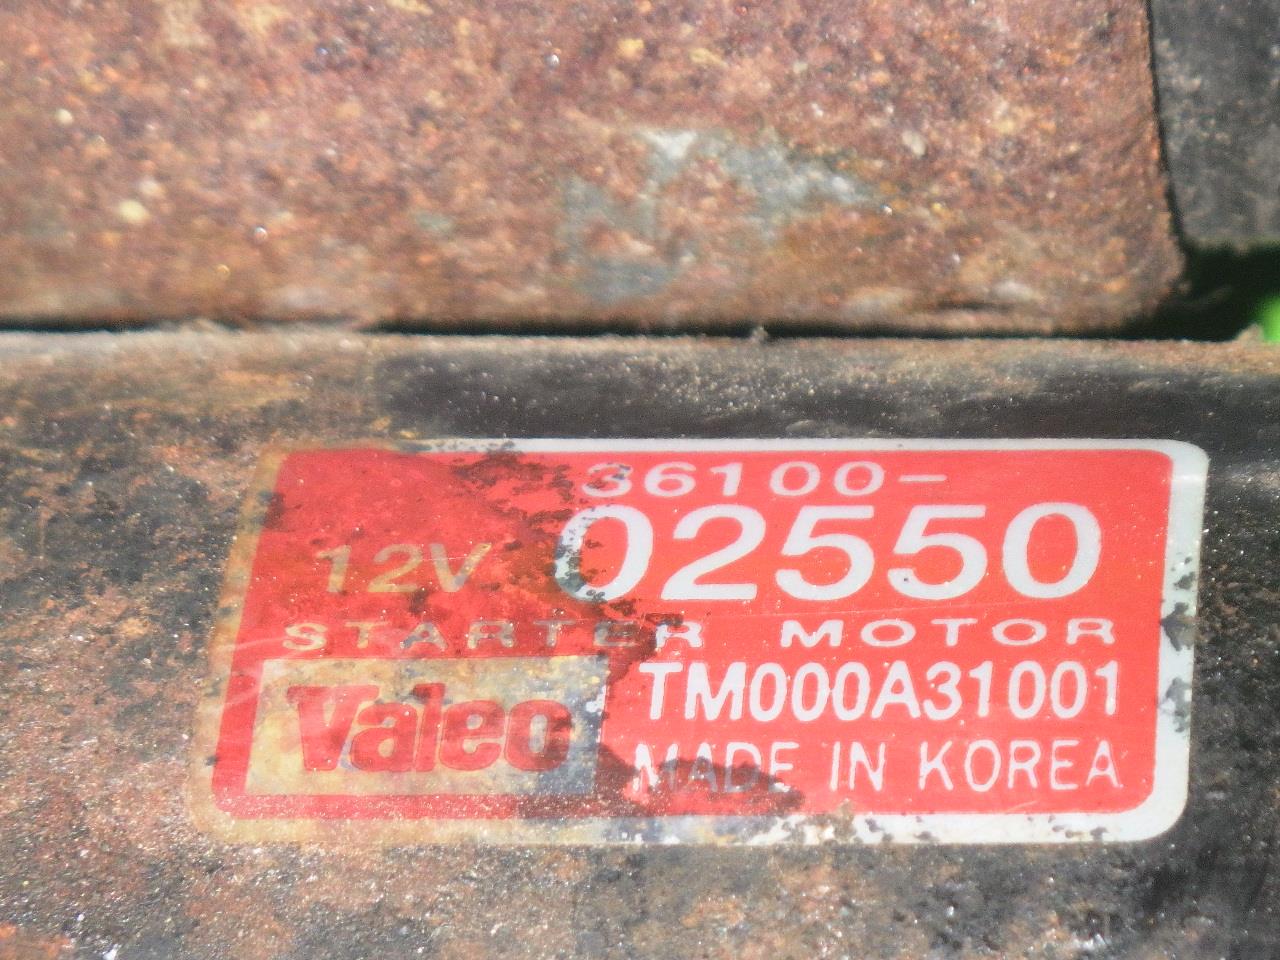 36100-
02550
12V
STARTER MOTOR
Valeo
TM000A31001
MADE IN KOREA